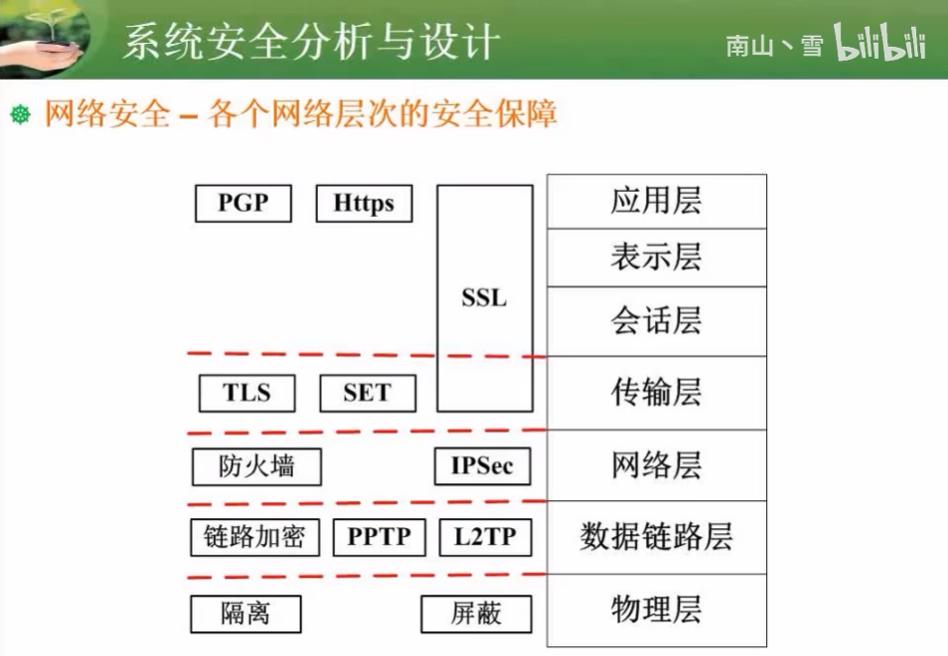 系统安全分析与设计
南山丶雪 bilibili
网络安全 – 各个网络层次的安全保障
PGP Https 应用层
表示层
SSL 会话层
TLS SET 传输层
防火墙 IPSec 网络层
链路加密 PPTP L2TP 数据链路层
隔离 屏蔽 物理层